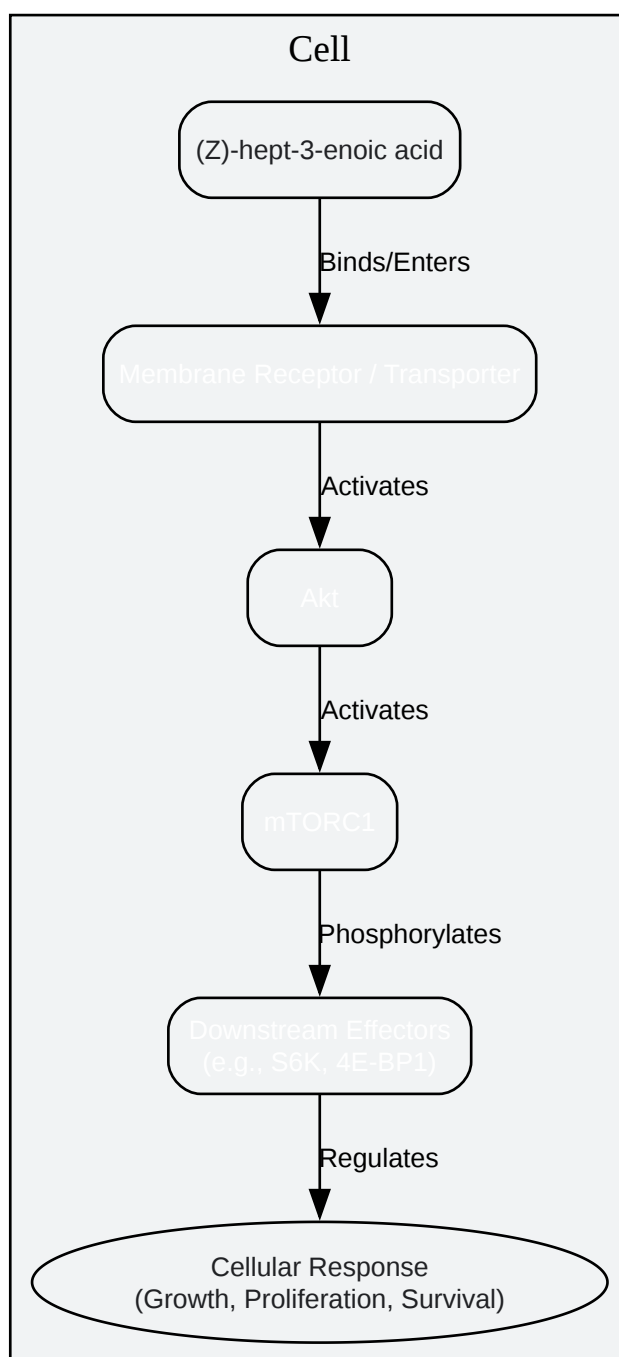 Cell
(Z)-hept-3-enoic acid
Binds/Enters
Membrane Receptor / Transporter
Activates
Akt
Activates
mTORC1
Phosphorylates
Downstream Effectors
(e.g., S6K, 4E-BP1)
Regulates
Cellular Response
(Growth, Proliferation, Survival)